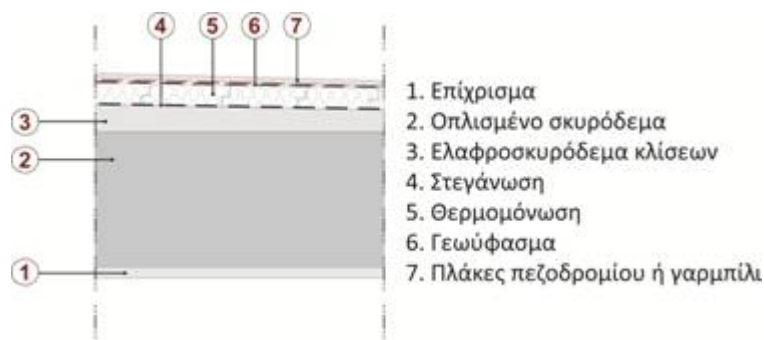 4 5 6 7
3
2
1
1. Επίχρισμα
2. Οπλισμένο σκυρόδεμα
3. Ελαφροσκυρόδεμα κλίσεων
4. Στεγάνωση
5. Θερμομόνωση
6. Γεωύφασμα
7. Πλάκες πεζοδρομίου ή γαρμπίλι